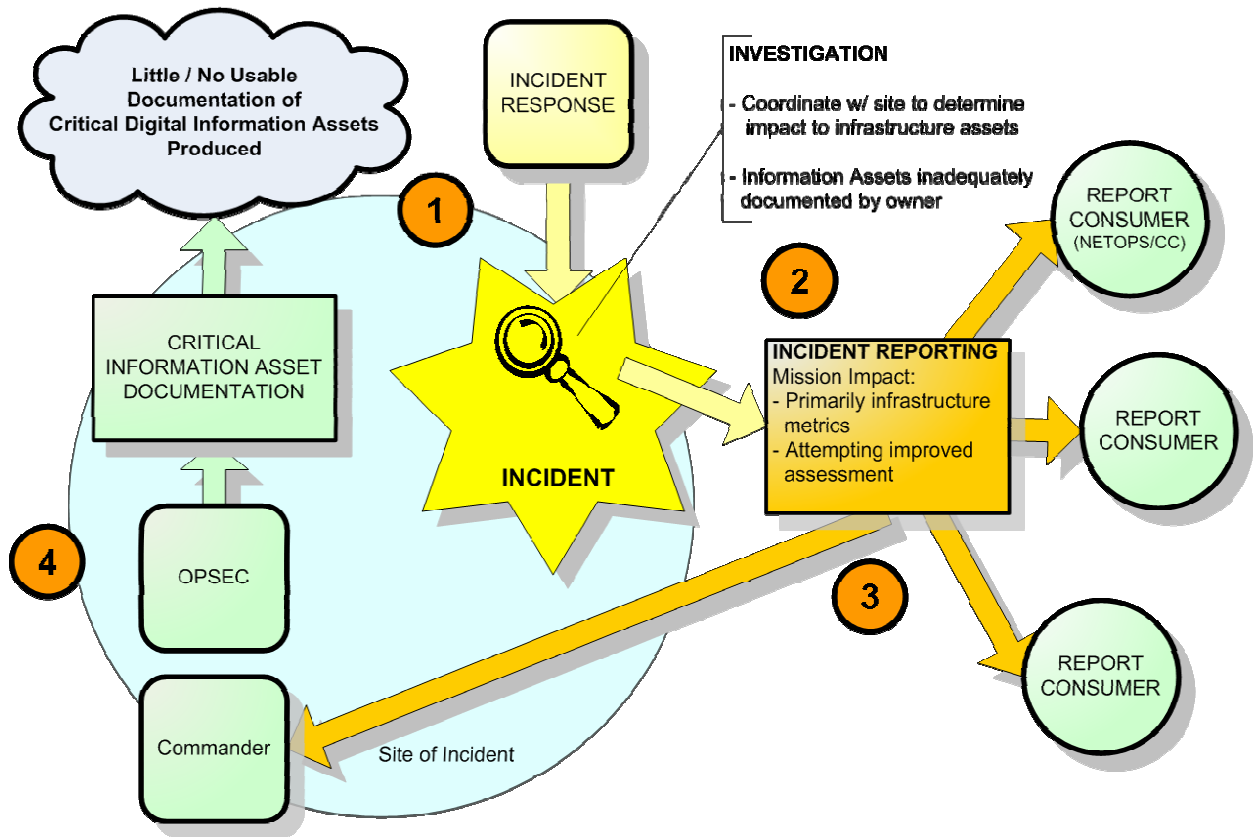 Little / No Usable
Documentation of
Critical Digital Information Assets
Produced
INCIDENT
RESPONSE
INVESTIGATION
- Coordinate w/ site to determine
impact to infrastructure assets
- Information Assets inadequately
documented by owner
REPORT
CONSUMER
(NETOPS/CC)
1
2
CRITICAL
INFORMATION ASSET
DOCUMENTATION
INCIDENT REPORTING
Mission Impact:
- Primarily infrastructure
metrics
- Attempting improved
assessment
REPORT
CONSUMER
INCIDENT
4
OPSEC
3
REPORT
CONSUMER
Commander
Site of Incident